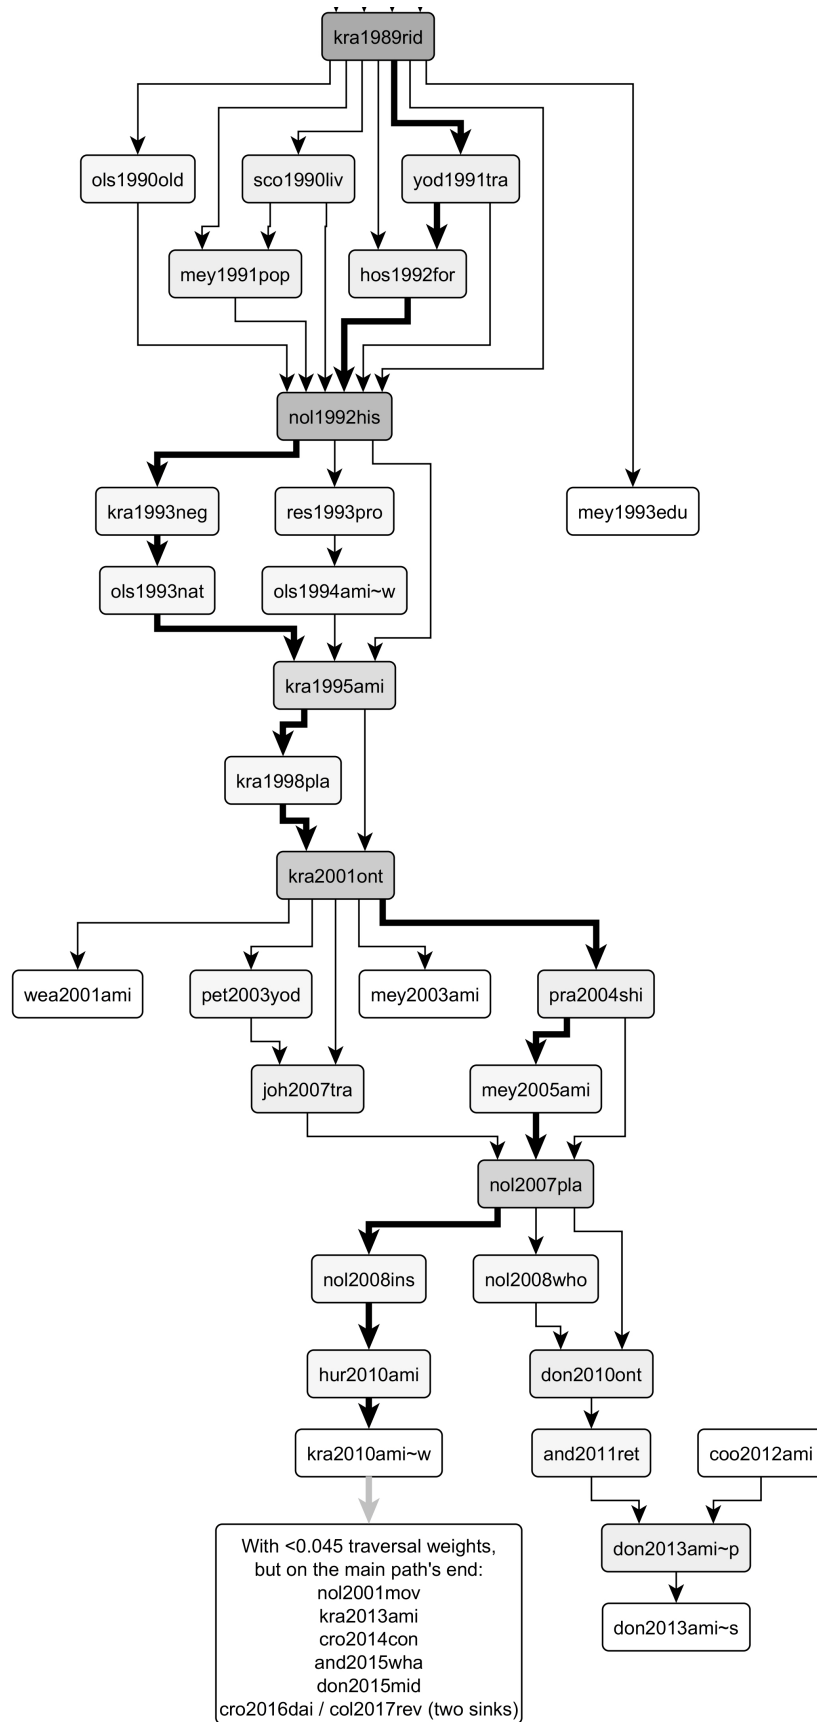 kra1989rid
ols1990old
sco1990liv
yod1991tra
mey1991pop
hos1992for
nol1992his
kra1993neg
res1993pro
mey1993edu
ols1993nat
ols1994ami~w
kra1995ami
kra1998pla
kra2001ont
wea2001ami
pet2003yod
mey2003ami
pra2004shi
joh2007tra
mey2005ami
nol2007pla
nol2008ins
nol2008who
hur2010ami
don2010ont
kra2010ami~w
and2011ret
coo2012ami
With <0.045 traversal weights,
but on the main path's end:
nol2001mov
kra2013ami
cro2014con
and2015wha
don2015mid
cro2016dai / col2017rev (two sinks)
don2013ami~p
don2013ami~s